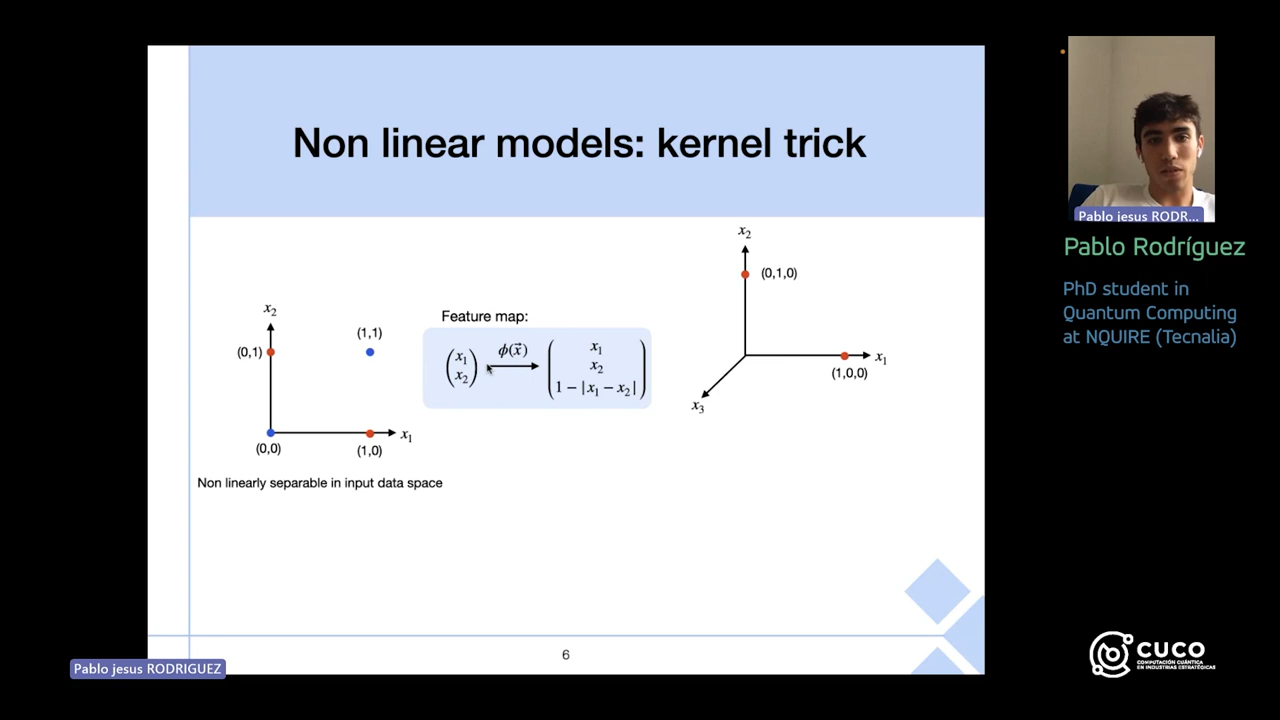 Non linear models: kernel trick
x₂
(0,1)
(1,1)
(0,0)
(1,0)
x₁
Non linearly separable in input data space
Feature map:
(x₁ x₂) ϕ(x⃗) (x₁ x₂ 1 − |x₁ − x₂|)
x₂
(0,1,0)
x₁
(1,0,0)
x₃
6
Pablo jesus RODRIGUEZ
Pablo jesus RODR...
Pablo Rodríguez
PhD student in
Quantum Computing
at NQUIRE (Tecnalia)
CUCO
COMPUTACIÓN CUÁNTICA
EN INDUSTRIAS ESTRATÉGICAS